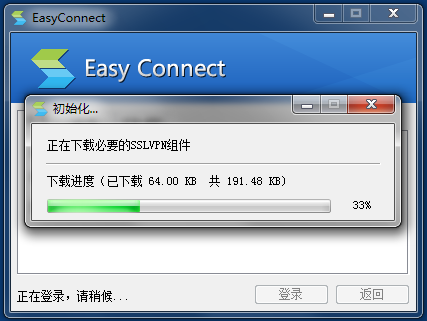 EasyConnect
Easy Connect
初始化...
正在下载必要的SSLVPN组件
下载进度（已下载 64.00 KB 共 191.48 KB）
33%
正在登录，请稍候...
登录
返回